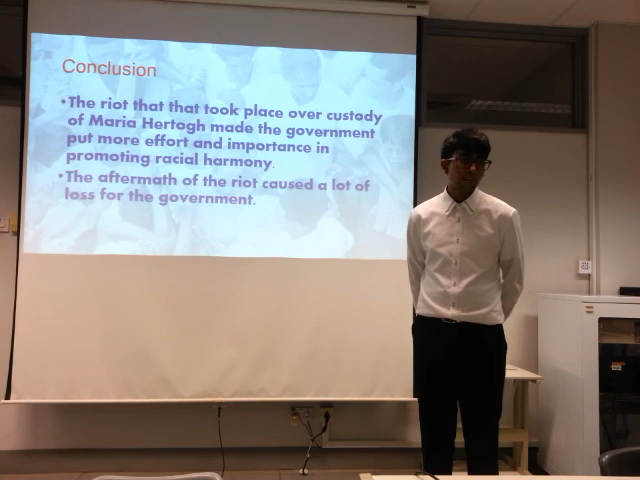 Conclusion
•The riot that that took place over custody
of Maria Hertogh made the government
put more effort and importance in
promoting racial harmony.
•The aftermath of the riot caused a lot of
loss for the government.